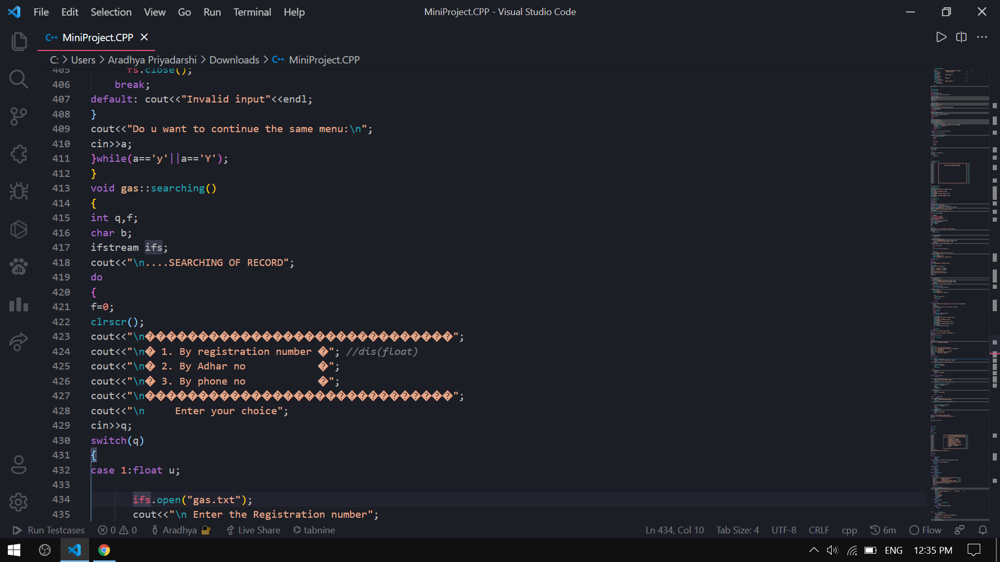 File Edit Selection View Go Run Terminal Help MiniProject.CPP - Visual Studio Code
C++ MiniProject.CPP
C: > Users > Aradhya Priyadarshi > Downloads > C++ MiniProject.CPP
405 fs.close();
406 break;
407 default: cout<<"Invalid input"<<endl;
408 }
409 cout<<"Do u want to continue the same menu:\n";
410 cin>>a;
411 }while(a=='y'||a=='Y');
412 }
413 void gas::searching()
414 {
415 int q,f;
416 char b;
417 ifstream ifs;
418 cout<<"\n....SEARCHING OF RECORD";
419 do
420 {
421 f=0;
422 clrscr();
423 cout<<"\n����������������������������";
424 cout<<"\n� 1. By registration number �"; //dis(float)
425 cout<<"\n� 2. By Adhar no �";
426 cout<<"\n� 3. By phone no �";
427 cout<<"\n����������������������������";
428 cout<<"\n Enter your choice";
429 cin>>q;
430 switch(q)
431 {
432 case 1:float u;
433
434 ifs.open("gas.txt");
435 cout<<"\n Enter the Registration number";
Run Testcases 0 0 Aradhya Live Share tabnine Ln 434, Col 10 Tab Size: 4 UTF-8 CRLF cpp 6m Flow
ENG 12:35 PM